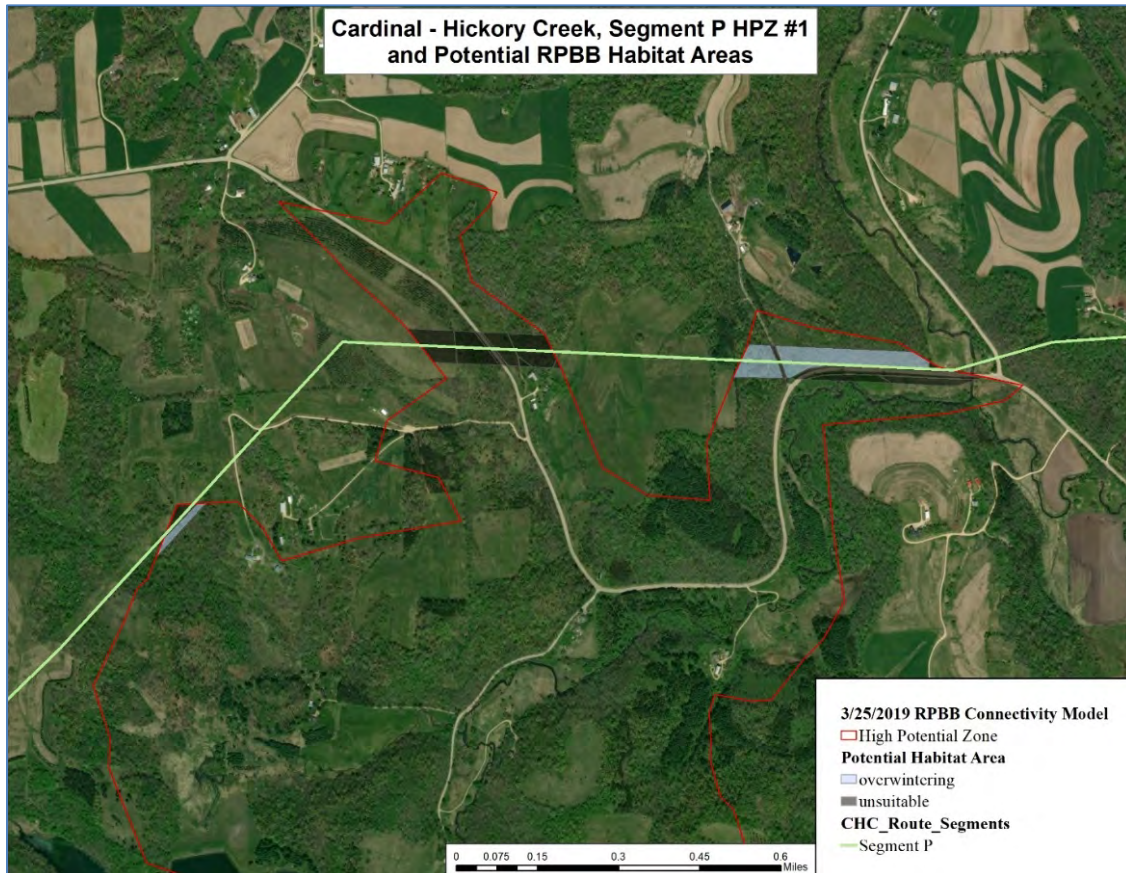 Cardinal - Hickory Creek, Segment P HPZ #1
and Potential RPBB Habitat Areas
3/25/2019 RPBB Connectivity Model
High Potential Zone
Potential Habitat Area
overwintering
unsuitable
CHC_Route_Segments
Segment P
0 0.075 0.15 0.3 0.45 0.6
Miles